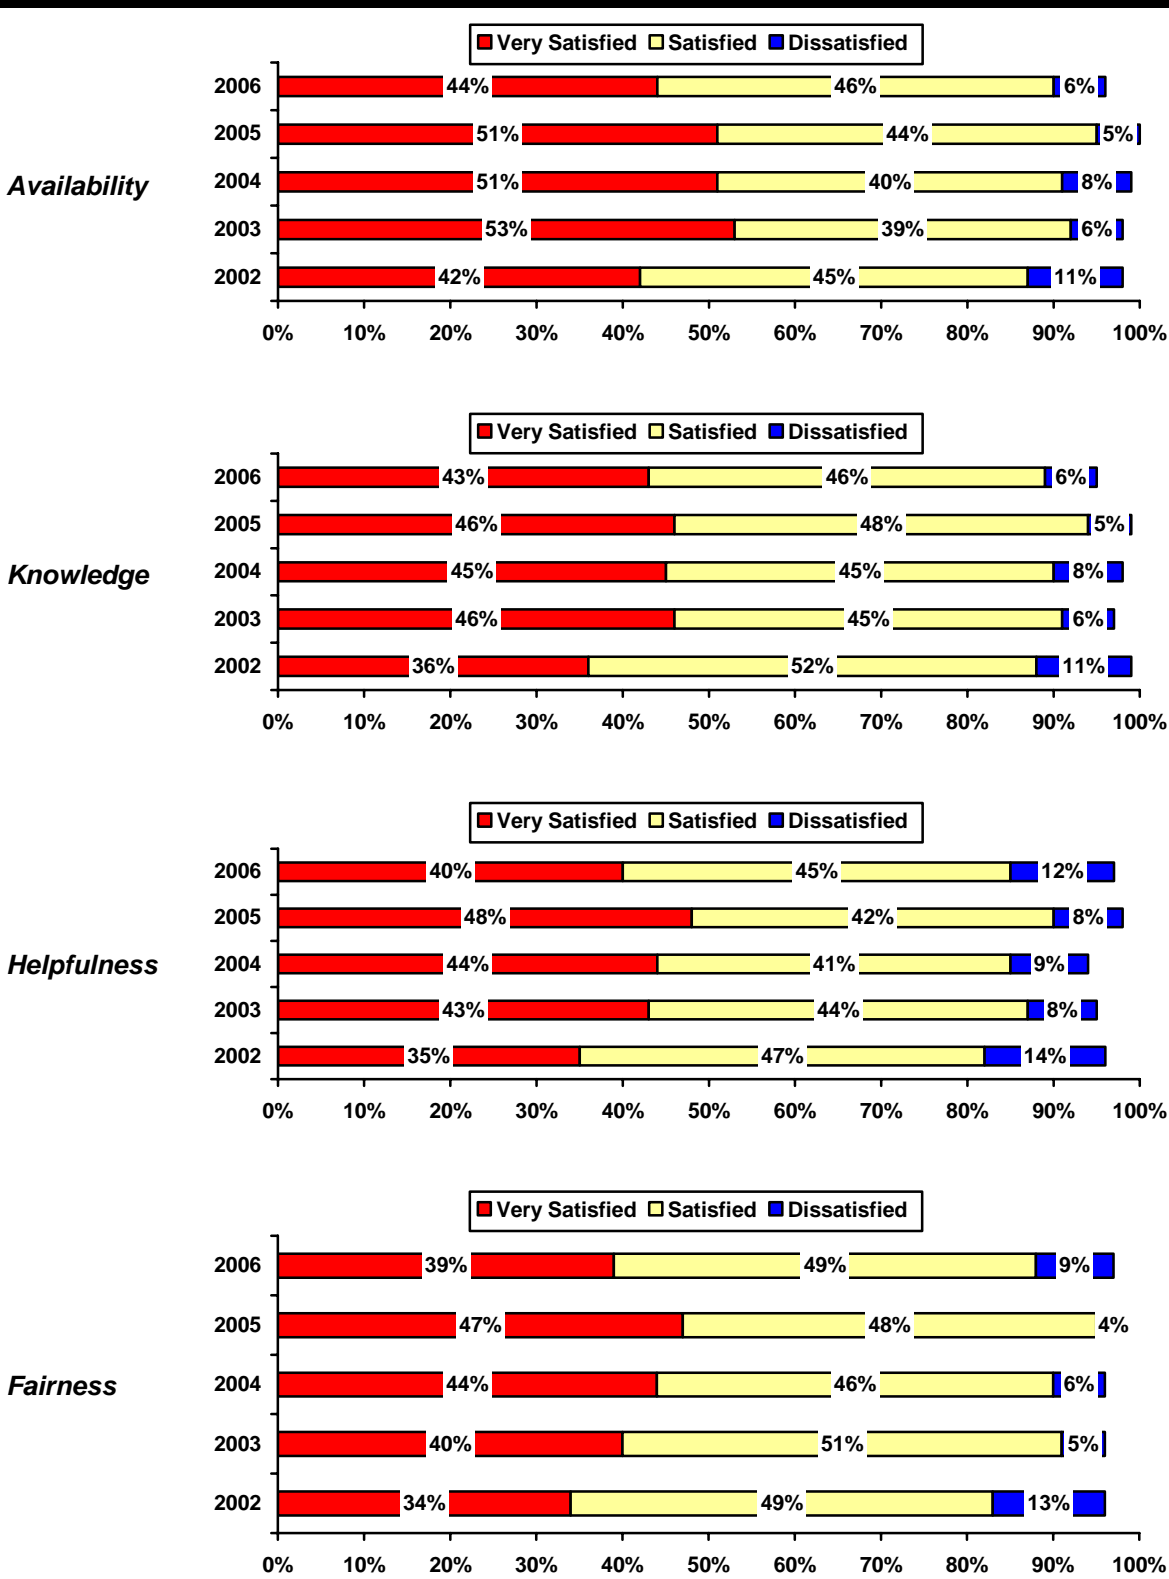 Very Satisfied Satisfied Dissatisfied
2006 44% 46% 6%
2005 51% 44% 5%
Availability
2004 51% 40% 8%
2003 53% 39% 6%
2002 42% 45% 11%
0% 10% 20% 30% 40% 50% 60% 70% 80% 90% 100%
Very Satisfied Satisfied Dissatisfied
2006 43% 46% 6%
2005 46% 48% 5%
Knowledge
2004 45% 45% 8%
2003 46% 45% 6%
2002 36% 52% 11%
0% 10% 20% 30% 40% 50% 60% 70% 80% 90% 100%
Very Satisfied Satisfied Dissatisfied
2006 40% 45% 12%
2005 48% 42% 8%
Helpfulness
2004 44% 41% 9%
2003 43% 44% 8%
2002 35% 47% 14%
0% 10% 20% 30% 40% 50% 60% 70% 80% 90% 100%
Very Satisfied Satisfied Dissatisfied
2006 39% 49% 9%
2005 47% 48% 4%
Fairness
2004 44% 46% 6%
2003 40% 51% 5%
2002 34% 49% 13%
0% 10% 20% 30% 40% 50% 60% 70% 80% 90% 100%